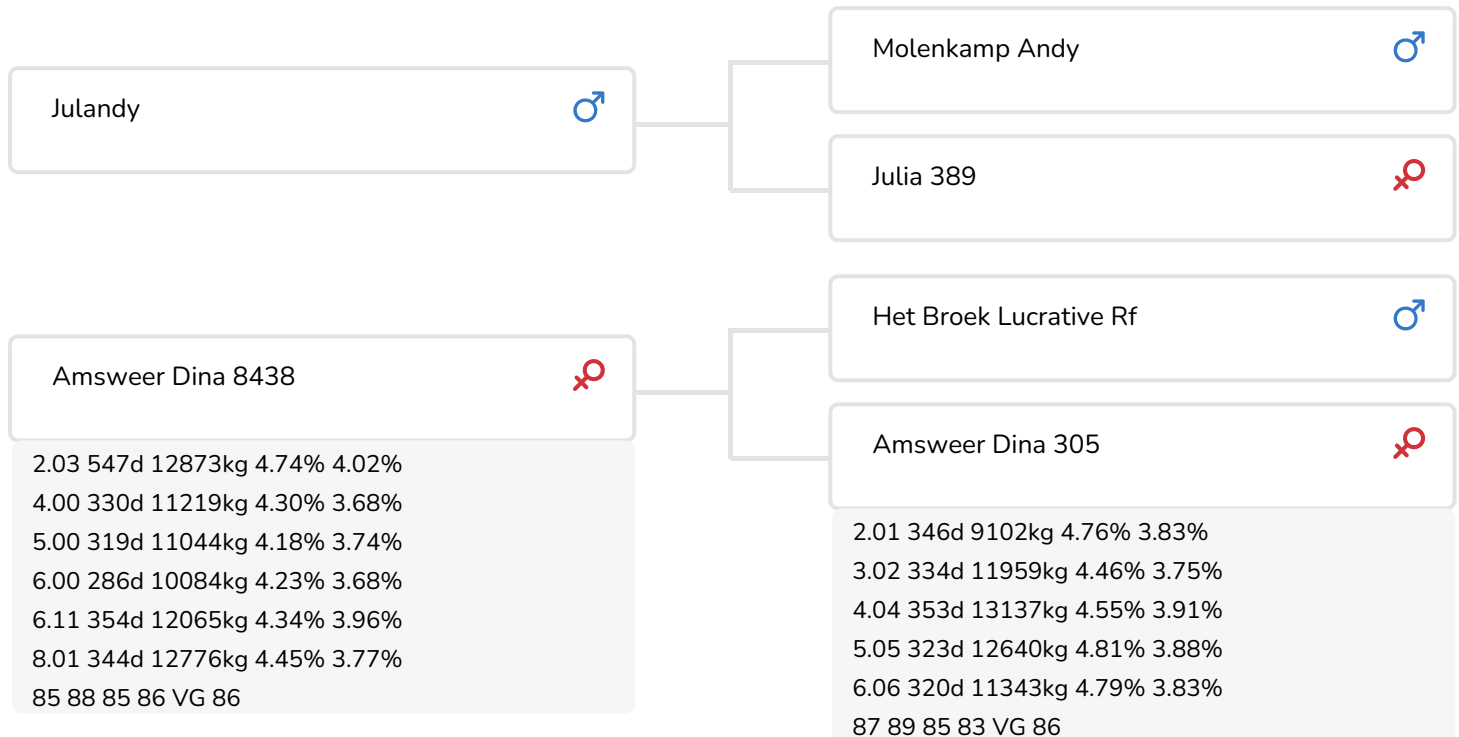 Julandy
Molenkamp Andy
Julia 389
Amsweer Dina 8438
2.03 547d 12873kg 4.74% 4.02%
4.00 330d 11219kg 4.30% 3.68%
5.00 319d 11044kg 4.18% 3.74%
6.00 286d 10084kg 4.23% 3.68%
6.11 354d 12065kg 4.34% 3.96%
8.01 344d 12776kg 4.45% 3.77%
85 88 85 86 VG 86
Het Broek Lucrative Rf
Amsweer Dina 305
2.01 346d 9102kg 4.76% 3.83%
3.02 334d 11959kg 4.46% 3.75%
4.04 353d 13137kg 4.55% 3.91%
5.05 323d 12640kg 4.81% 3.88%
6.06 320d 11343kg 4.79% 3.83%
87 89 85 83 VG 86